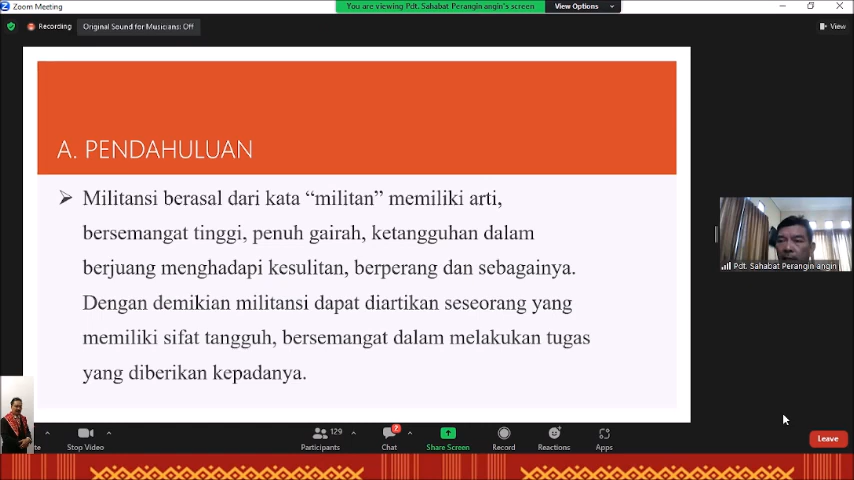 Zoom Meeting
You are viewing Pdt. Sahabat Perangin angin's screen
View Options
Recording
Original Sound for Musicians: Off
View
A. PENDAHULUAN
Militansi berasal dari kata “militan” memiliki arti,
bersemangat tinggi, penuh gairah, ketangguhan dalam
berjuang menghadapi kesulitan, berperang dan sebagainya.
Dengan demikian militansi dapat diartikan seseorang yang
memiliki sifat tangguh, bersemangat dalam melakukan tugas
yang diberikan kepadanya.
Pdt. Sahabat Perangin angin
te
Stop Video
129
Participants
2
Chat
Share Screen
Record
Reactions
Apps
Leave